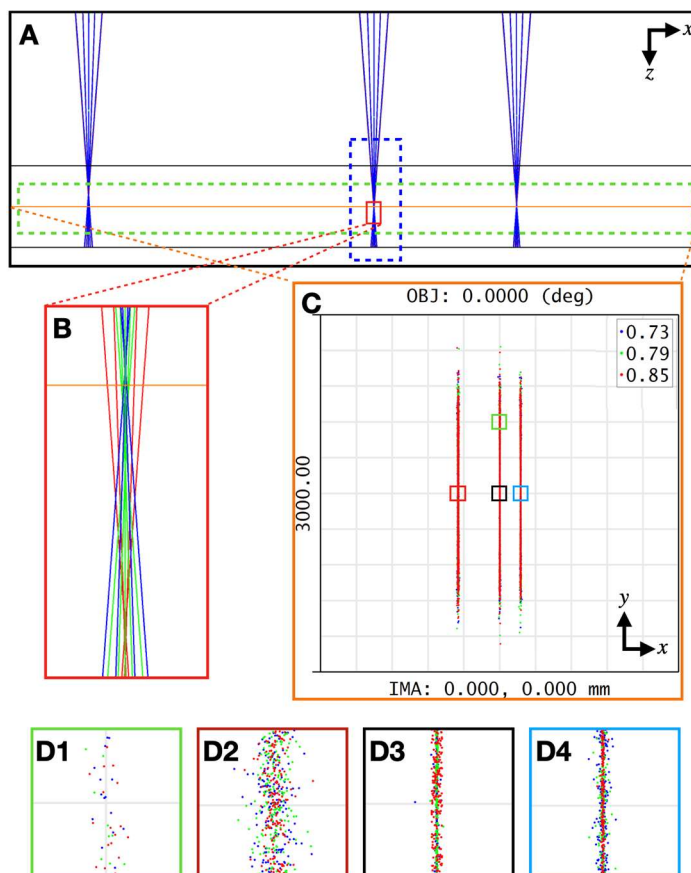 A
x
z
B
C
OBJ: 0.0000 (deg)
0.73
0.79
0.85
3000.00
y
x
IMA: 0.000, 0.000 mm
D1
D2
D3
D4